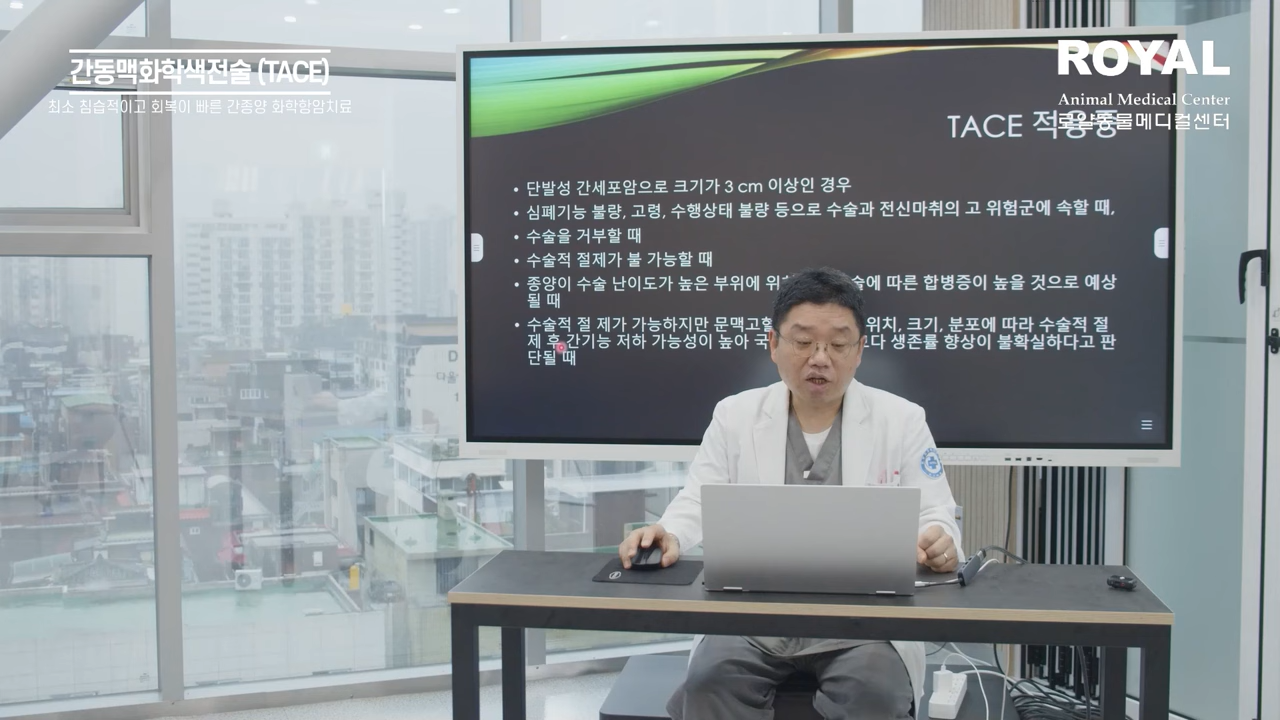 간동맥화학색전술 (TACE)
최소 침습적이고 회복이 빠른 간종양 화학항암치료
ROYAL
Animal Medical Center
로얄동물메디컬센터
TACE 적응증
• 단발성 간세포암으로 크기가 3 cm 이상인 경우
• 심폐기능 불량, 고령, 수행상태 불량 등으로 수술과 전신마취의 고 위험군에 속할 때,
• 수술을 거부할 때
• 수술적 절제가 불 가능할 때
• 종양이 수술 난이도가 높은 부위에 위 에 따른 합병증이 높을 것으로 예상
될 때
• 수술적 절 제가 가능하지만 문맥고 위치, 크기, 분포에 따라 수술적 절
제 후 간기능 저하 가능성이 높아 생존률 향상이 불확실하다고 판
단될 때